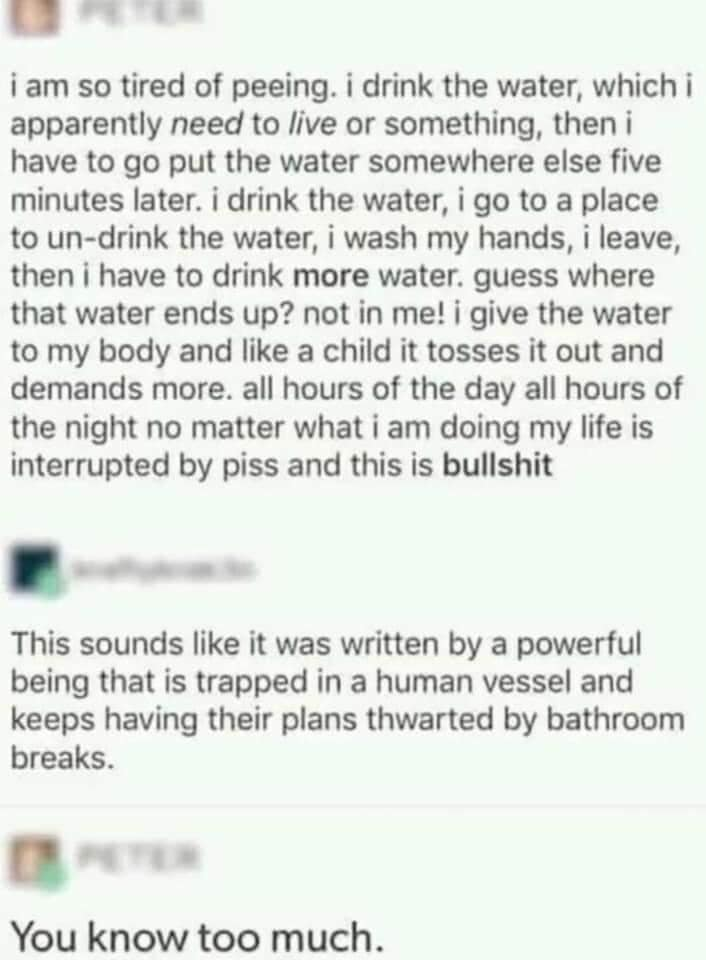 PETER
i am so tired of peeing. i drink the water, which i
apparently need to live or something, then i
have to go put the water somewhere else five
minutes later. i drink the water, i go to a place
to un-drink the water, i wash my hands, i leave,
then i have to drink more water. guess where
that water ends up? not in me! i give the water
to my body and like a child it tosses it out and
demands more. all hours of the day all hours of
the night no matter what i am doing my life is
interrupted by piss and this is bullshit
This sounds like it was written by a powerful
being that is trapped in a human vessel and
keeps having their plans thwarted by bathroom
breaks.
PETER
You know too much.